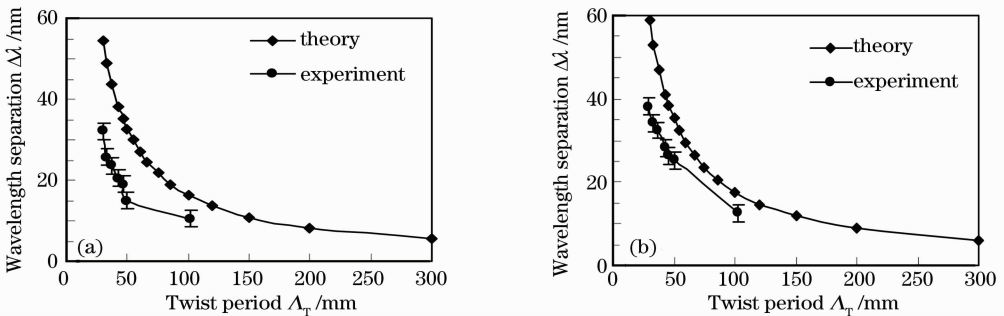 60
40
20
0
Wavelength separation Δλ /nm
theory
experiment
(a)
0 50 100 150 200 250 300
Twist period Λ_T /mm
60
40
20
0
Wavelength separation Δλ /nm
theory
experiment
(b)
0 50 100 150 200 250 300
Twist period Λ_T /mm